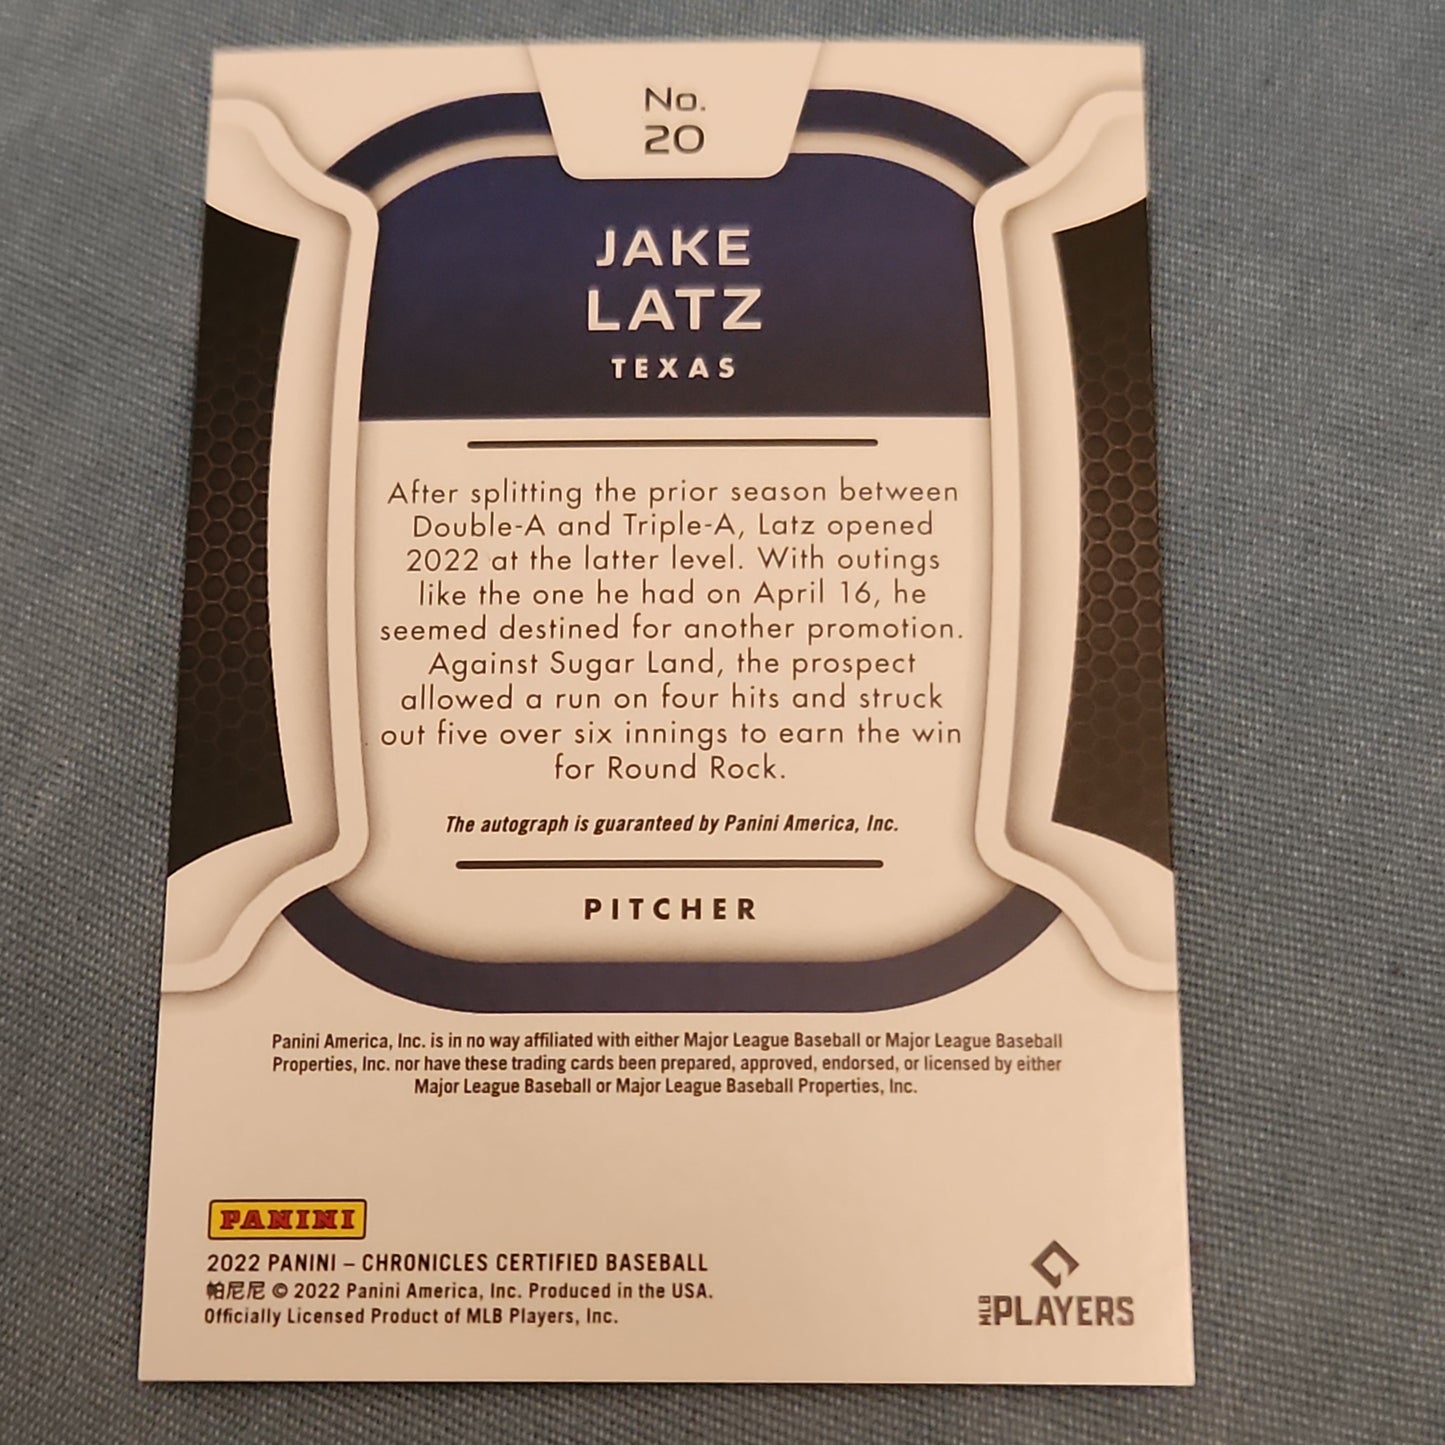 No.
20
JAKE
LATZ
TEXAS
After splitting the prior season between
Double-A and Triple-A, Latz opened
2022 at the latter level. With outings
like the one he had on April 16, he
seemed destined for another promotion.
Against Sugar Land, the prospect
allowed a run on four hits and struck
out five over six innings to earn the win
for Round Rock.
The autograph is guaranteed by Panini America, Inc.
PITCHER
Panini America, Inc. is in no way affiliated with either Major League Baseball or Major League Baseball
Properties, Inc. nor have these trading cards been prepared, approved, endorsed, or licensed by either
Major League Baseball or Major League Baseball Properties, Inc.
PANINI
2022 PANINI – CHRONICLES CERTIFIED BASEBALL
帕尼尼 © 2022 Panini America, Inc. Produced in the USA.
Officially Licensed Product of MLB Players, Inc.
MLB PLAYERS